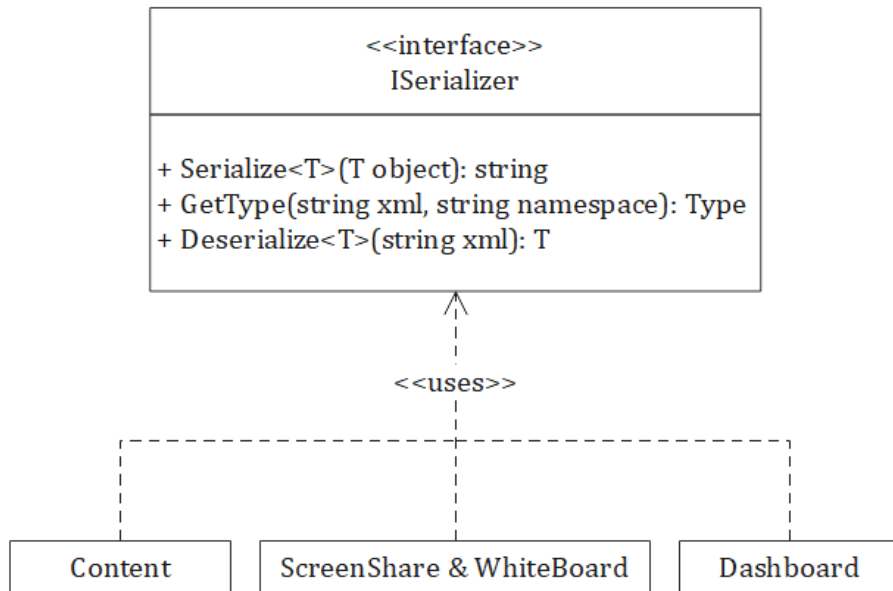 <<interface>>
ISerializer
+ Serialize<T>(T object): string
+ GetType(string xml, string namespace): Type
+ Deserialize<T>(string xml): T
<<uses>>
Content
ScreenShare & WhiteBoard
Dashboard